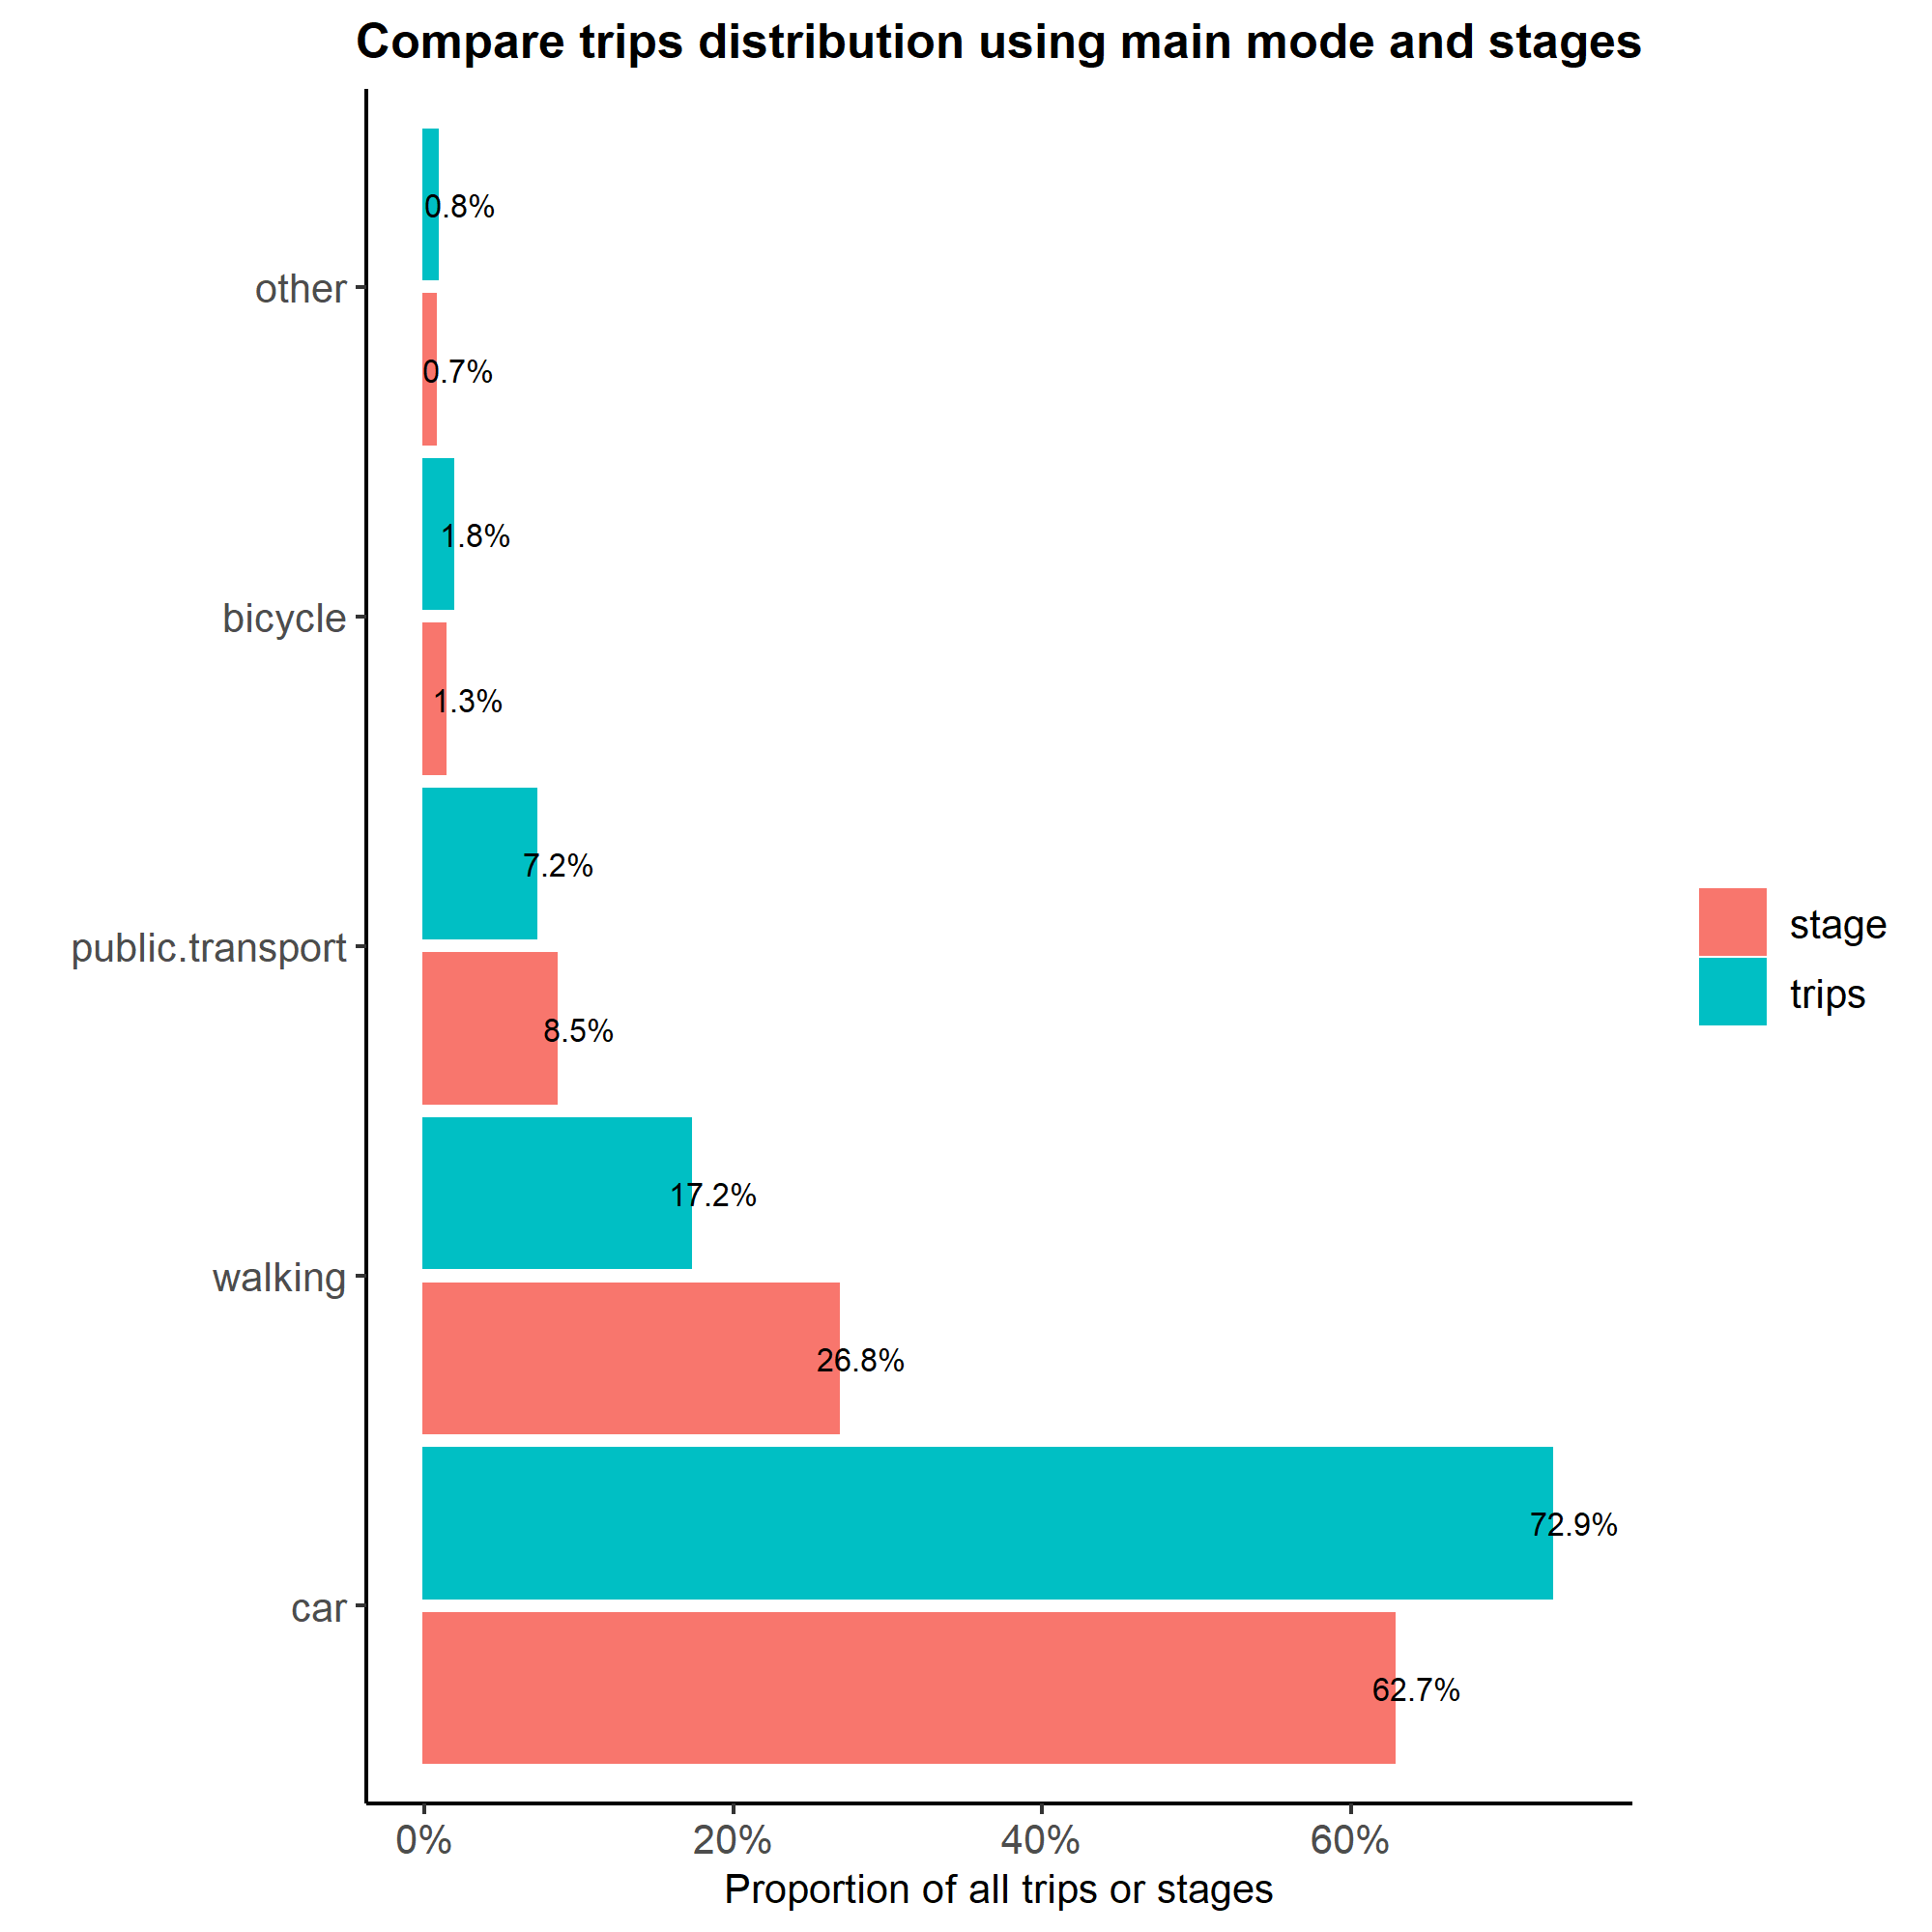 Compare trips distribution using main mode and stages
other
0.8%
0.7%
bicycle
1.8%
1.3%
public.transport
7.2%
8.5%
walking
17.2%
26.8%
car
72.9%
62.7%
stage
trips
0% 20% 40% 60%
Proportion of all trips or stages